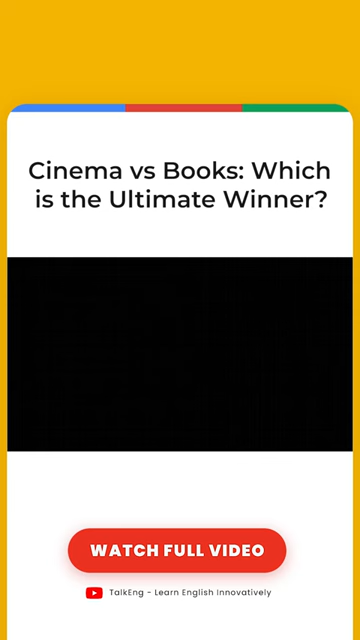 Cinema vs Books: Which
is the Ultimate Winner?
WATCH FULL VIDEO
TalkEng - Learn English Innovatively